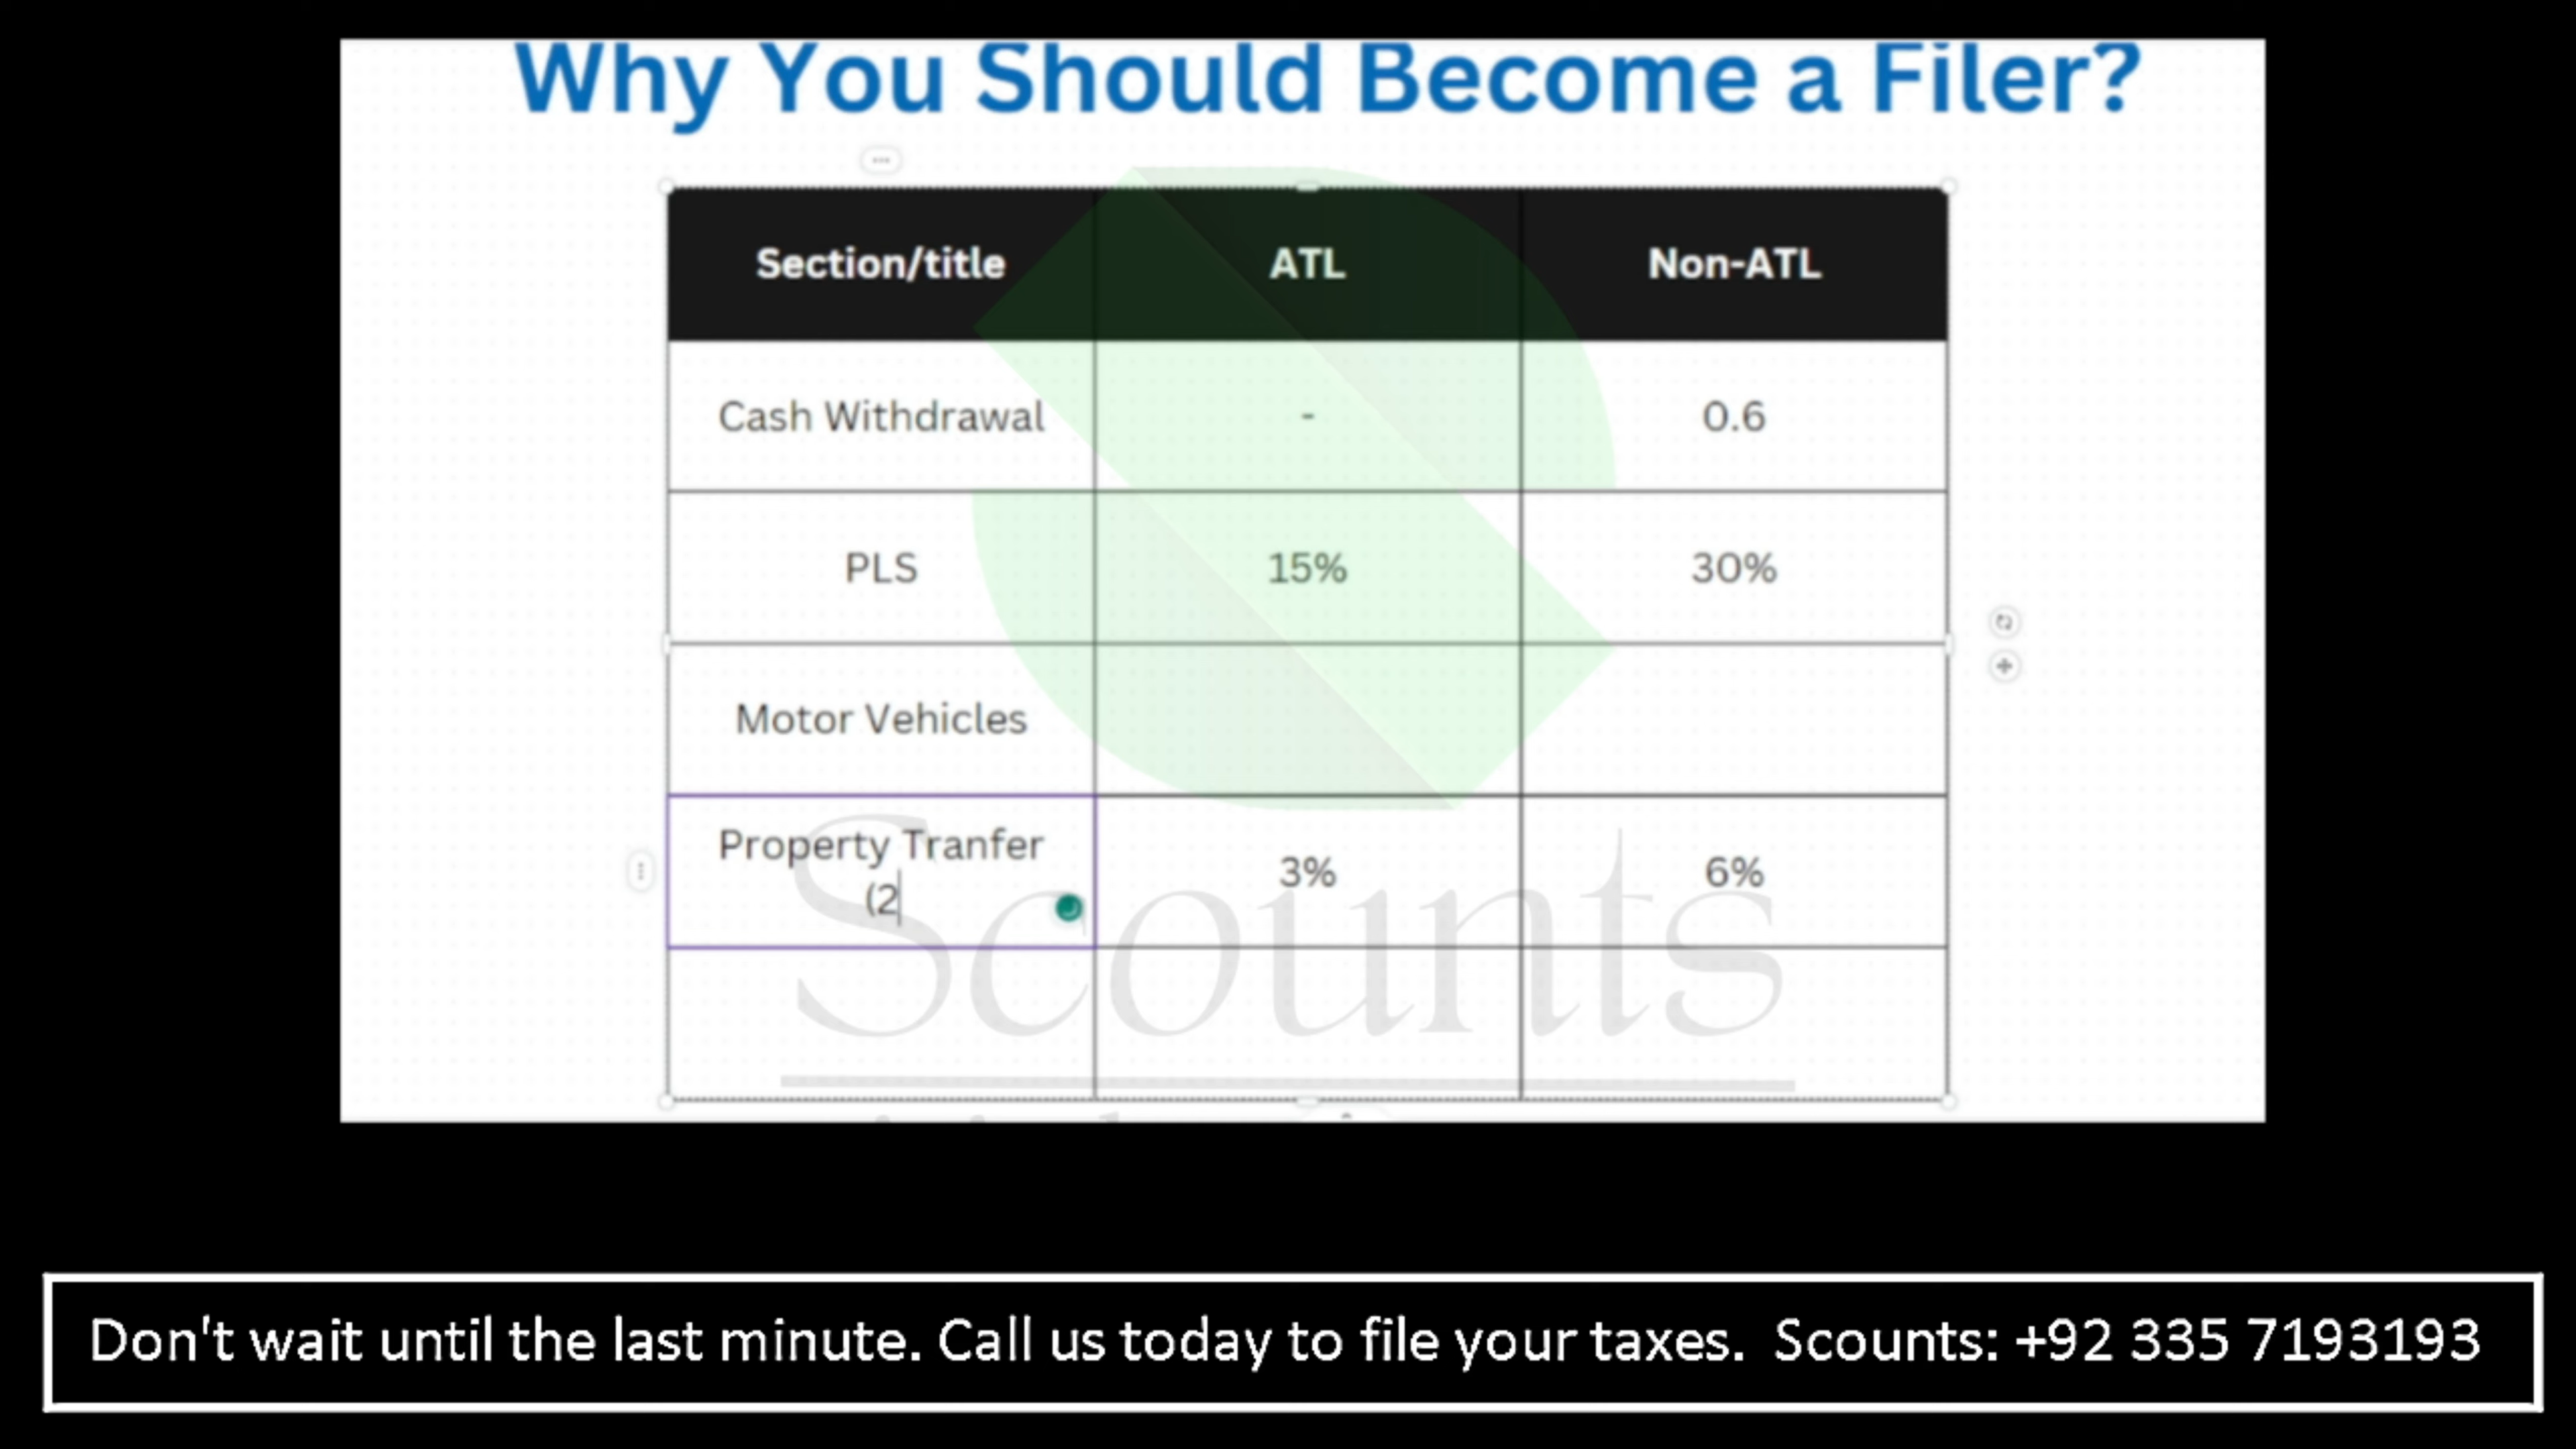 Why You Should Become a Filer?
Section/title ATL Non-ATL
Cash Withdrawal - 0.6
PLS 15% 30%
Motor Vehicles
Property Tranfer
(2 3% 6%
Scounts
Don't wait until the last minute. Call us today to file your taxes. Scounts: +92 335 7193193